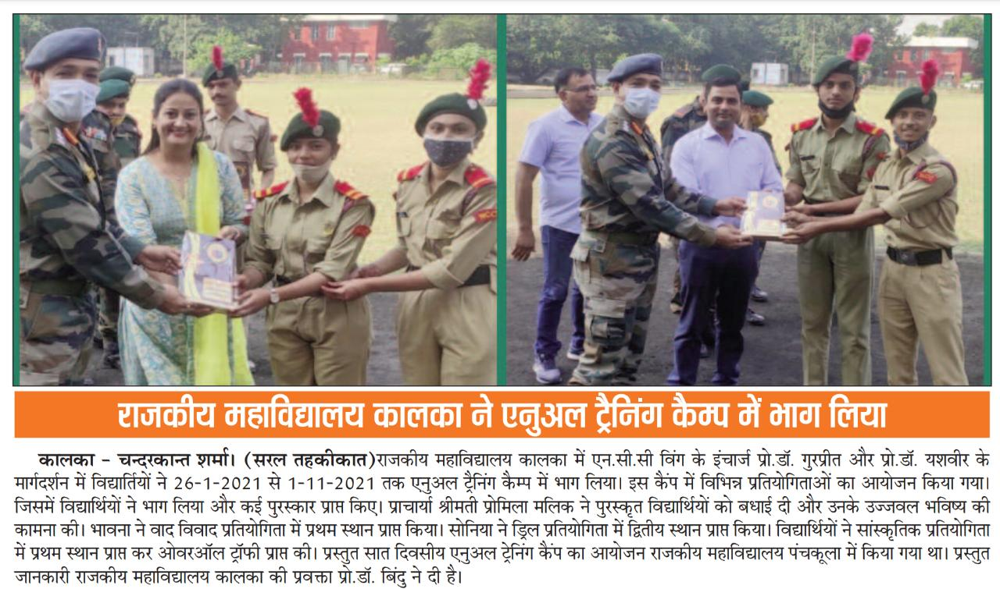 राजकीय महाविद्यालय कालका ने एनुअल ट्रैनिंग कैम्प में भाग लिया
कालका - चन्दरकान्त शर्मा। (सरल तहकीकात)राजकीय महाविद्यालय कालका में एन.सी.सी विंग के इंचार्ज प्रो.डॉ. गुरप्रीत और प्रो.डॉ. यशवीर के
मार्गदर्शन में विद्यार्तियों ने 26-1-2021 से 1-11-2021 तक एनुअल ट्रैनिंग कैम्प में भाग लिया। इस कैंप में विभिन्न प्रतियोगिताओं का आयोजन किया गया।
जिसमें विद्यार्थियों ने भाग लिया और कई पुरस्कार प्राप्त किए। प्राचार्या श्रीमती प्रोमिला मलिक ने पुरस्कृत विद्यार्थियों को बधाई दी और उनके उज्जवल भविष्य की
कामना की। भावना ने वाद विवाद प्रतियोगिता में प्रथम स्थान प्राप्त किया। सोनिया ने ड्रिल प्रतियोगिता में द्वितीय स्थान प्राप्त किया। विद्यार्थियों ने सांस्कृतिक प्रतियोगिता
में प्रथम स्थान प्राप्त कर ओवरऑल ट्रॉफी प्राप्त की। प्रस्तुत सात दिवसीय एनुअल ट्रेनिंग कैंप का आयोजन राजकीय महाविद्यालय पंचकूला में किया गया था। प्रस्तुत
जानकारी राजकीय महाविद्यालय कालका की प्रवक्ता प्रो.डॉ. बिंदु ने दी है।
NCC